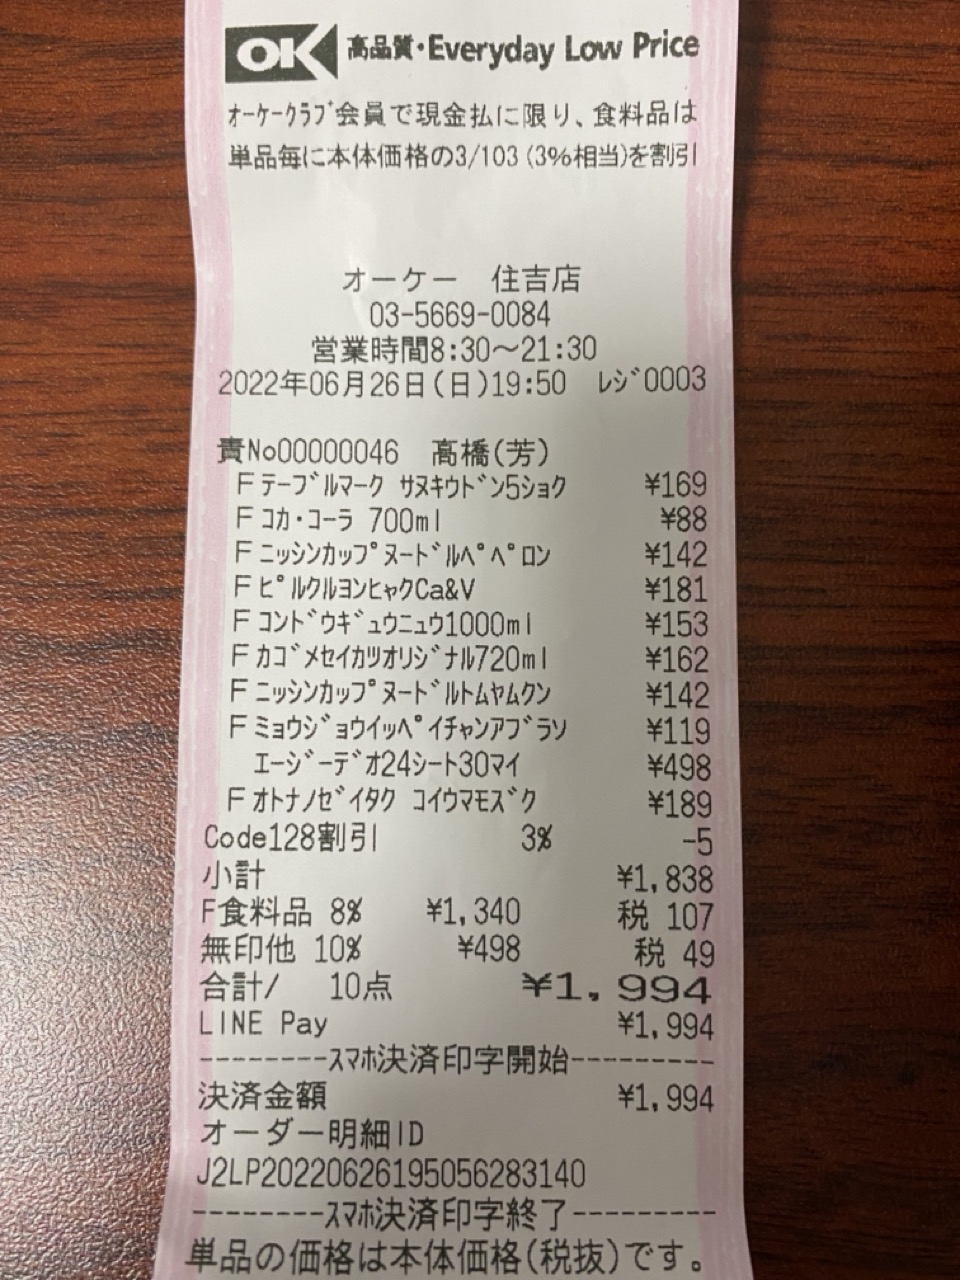 OK 高品質・Everyday Low Price
ｵｰｹｰｸﾗﾌﾞ会員で現金払に限り、食料品は
単品毎に本体価格の3/103(3%相当)を割引
オーケー 住吉店
03-5669-0084
営業時間8:30～21:30
2022年06月26日(日)19:50 ﾚｼﾞ0003
責No00000046 高橋(芳)
F ﾃｰﾌﾞﾙﾏｰｸ ｻﾇｷｳﾄﾞﾝ5ｼｮｸ ¥169
F ｺｶ･ｺｰﾗ 700ml ¥88
F ﾆｯｼﾝｶｯﾌﾟﾇｰﾄﾞﾙﾍﾟﾍﾟﾛﾝ ¥142
F ﾋﾟﾙｸﾙﾖﾝﾋｬｸCa&V ¥181
F ｺﾝﾄﾞｳｷﾞｭｳﾆｭｳ1000ml ¥153
F ｶｺﾞﾒｾｲｶﾂｵﾘｼﾞﾅﾙ720ml ¥162
F ﾆｯｼﾝｶｯﾌﾟﾇｰﾄﾞﾙﾄﾑﾔﾑｸﾝ ¥142
F ﾐｮｳｼﾞｮｳｲｯﾍﾟｲﾁｬﾝｱﾌﾞﾗｿ ¥119
ｴｰｼﾞｰﾃﾞｵ24ｼｰﾄ30ﾏｲ ¥498
F ｵﾄﾅﾉｾﾞｲﾀｸ ｺｲｳﾏﾓｽﾞｸ ¥189
Code128割引 3% -5
小計 ¥1,838
F食料品 8% ¥1,340 税 107
無印他 10% ¥498 税 49
合計/ 10点 ¥1,994
LINE Pay ¥1,994
--------ｽﾏﾎ決済印字開始---------
決済金額 ¥1,994
オーダー明細ID
J2LP20220626195056283140
--------ｽﾏﾎ決済印字終了---------
単品の価格は本体価格(税抜)です。